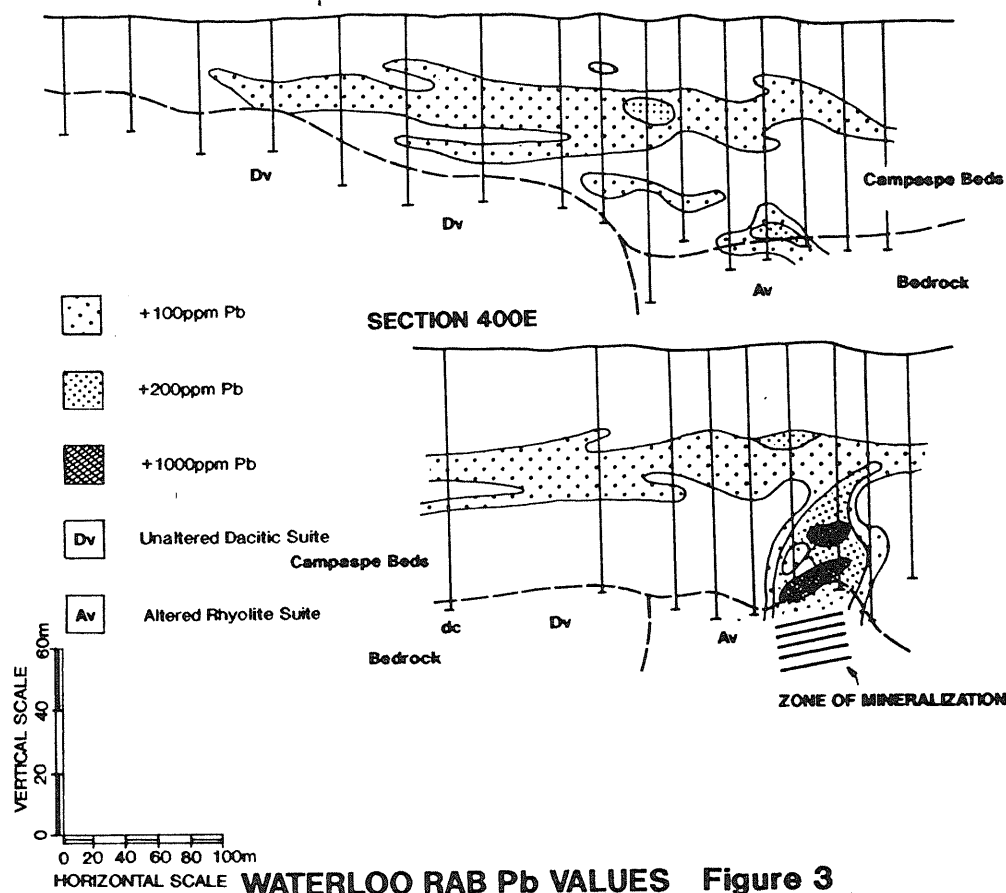 Dv
Dv
Campaspe Beds
Av
Bedrock
SECTION 400E
+100ppm Pb
+200ppm Pb
+1000ppm Pb
Dv Unaltered Dacitic Suite
Av Altered Rhyolite Suite
Campaspe Beds
dc
Dv
Av
Bedrock
ZONE OF MINERALIZATION
VERTICAL SCALE
60m
40
20
0
0 20 40 60 80 100m
HORIZONTAL SCALE
WATERLOO RAB Pb VALUES Figure 3